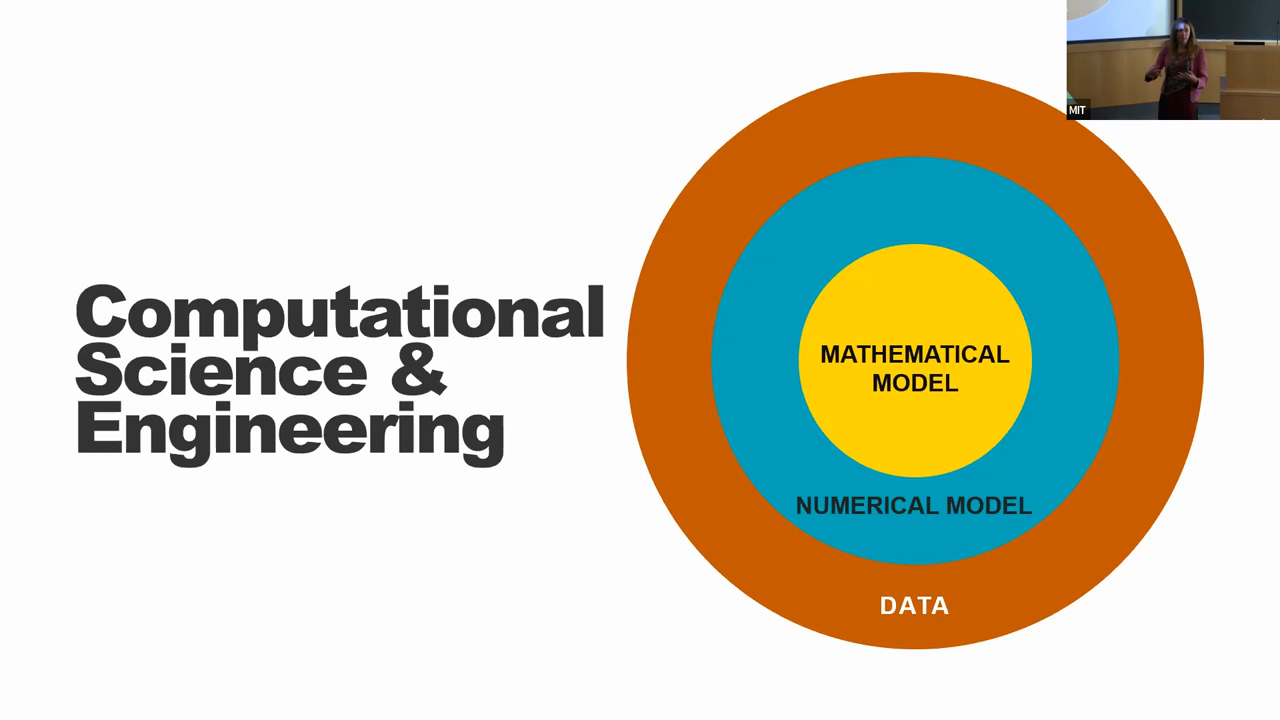 Computational
Science &
Engineering
MATHEMATICAL
MODEL
NUMERICAL MODEL
DATA
MIT